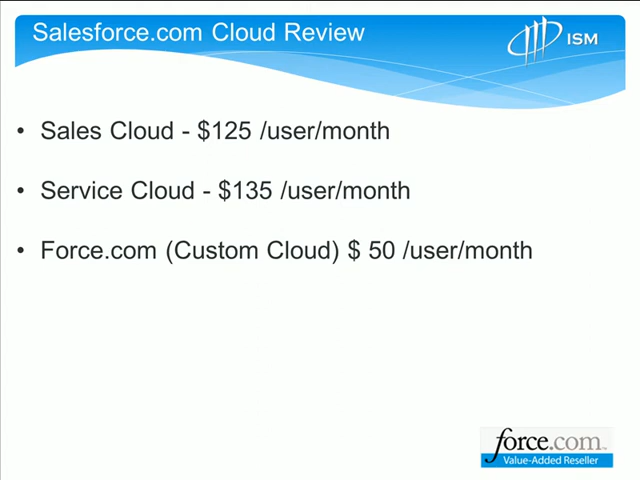 Salesforce.com Cloud Review
ISM
• Sales Cloud - $125 /user/month
• Service Cloud - $135 /user/month
• Force.com (Custom Cloud) $ 50 /user/month
force.com™
Value-Added Reseller